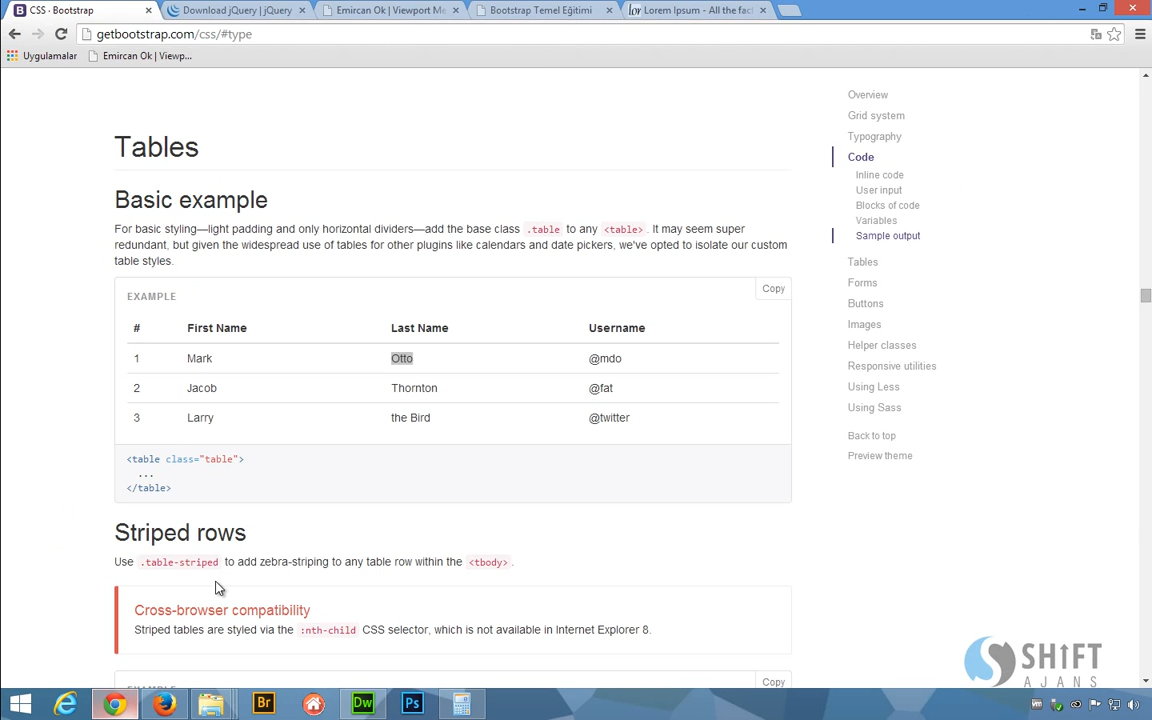 CSS · Bootstrap
Download jQuery | jQuery
Emircan Ok | Viewport Me
Bootstrap Temel Eğitimi
Lorem Ipsum - All the fac
getbootstrap.com/css/#type
Uygulamalar
Emircan Ok | Viewp...
Tables
Basic example
For basic styling—light padding and only horizontal dividers—add the base class .table to any <table>. It may seem super
redundant, but given the widespread use of tables for other plugins like calendars and date pickers, we've opted to isolate our custom
table styles.
EXAMPLE
Copy
# First Name Last Name Username
1 Mark Otto @mdo
2 Jacob Thornton @fat
3 Larry the Bird @twitter
<table class="table">
...
</table>
Striped rows
Use .table-striped to add zebra-striping to any table row within the <tbody>.
Cross-browser compatibility
Striped tables are styled via the :nth-child CSS selector, which is not available in Internet Explorer 8.
EXAMPLE
Copy
Overview
Grid system
Typography
Code
Inline code
User input
Blocks of code
Variables
Sample output
Tables
Forms
Buttons
Images
Helper classes
Responsive utilities
Using Less
Using Sass
Back to top
Preview theme
SHIFT
AJANS
Br
Dw
Ps